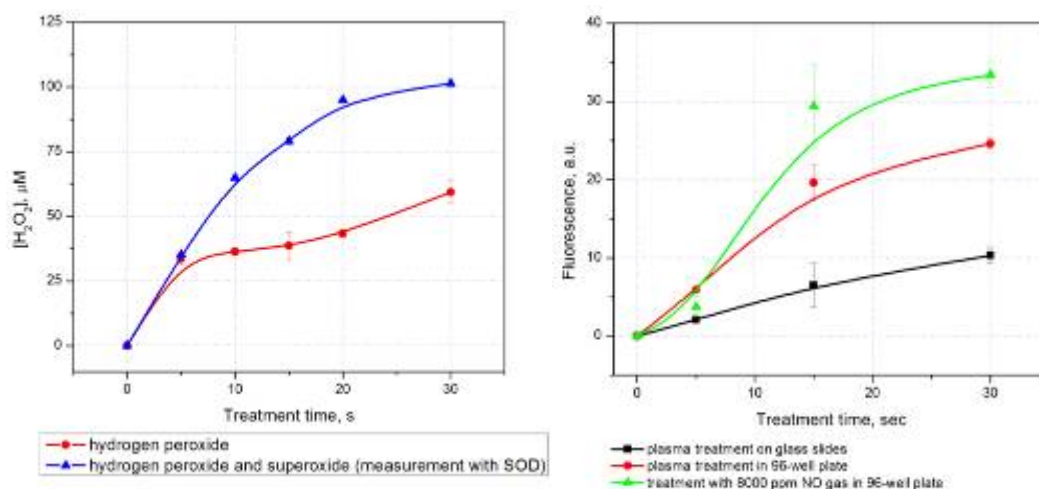 125
100
75
50
25
0
[H₂O₂], μM
0 10 20 30
Treatment time, s
hydrogen peroxide
hydrogen peroxide and superoxide (measurement with SOD)
40
30
20
10
0
Fluorescence, a.u.
0 10 20 30
Treatment time, sec
plasma treatment on glass slides
plasma treatment in 96-well plate
treatment with 8000 ppm NO gas in 96-well plate